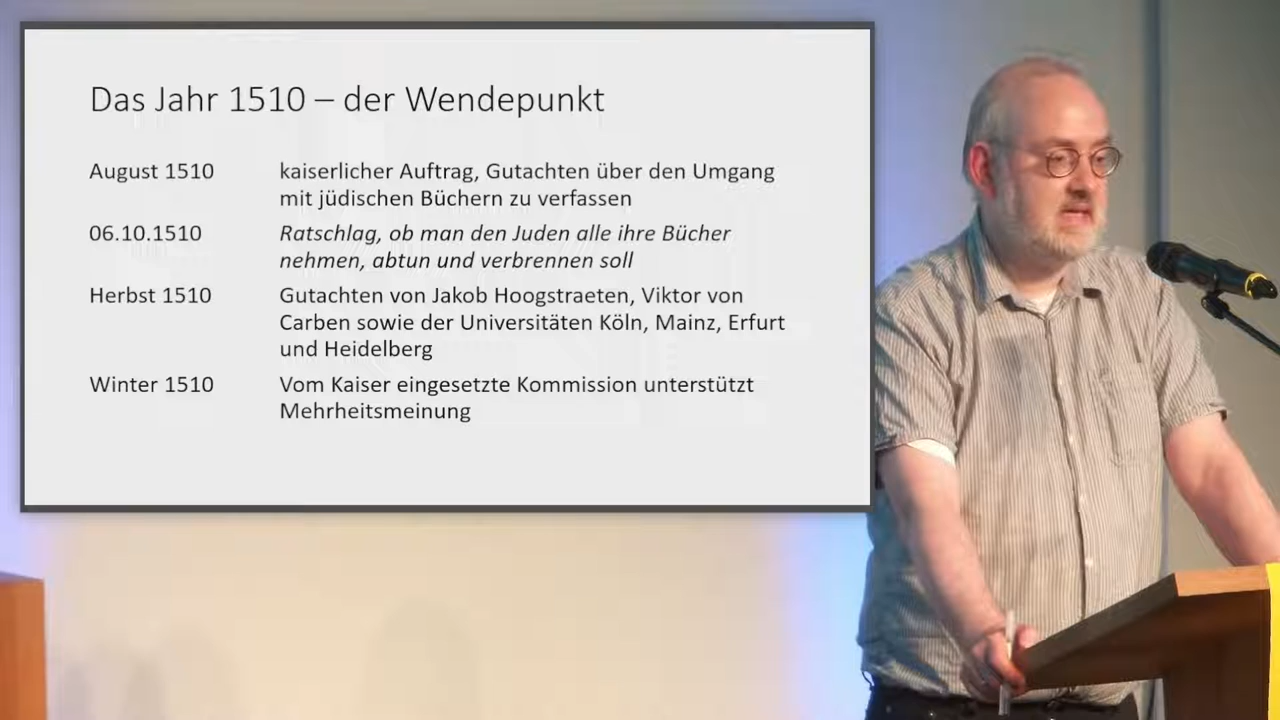 Das Jahr 1510 – der Wendepunkt
August 1510 kaiserlicher Auftrag, Gutachten über den Umgang
mit jüdischen Büchern zu verfassen
06.10.1510 Ratschlag, ob man den Juden alle ihre Bücher
nehmen, abtun und verbrennen soll
Herbst 1510 Gutachten von Jakob Hoogstraeten, Viktor von
Carben sowie der Universitäten Köln, Mainz, Erfurt
und Heidelberg
Winter 1510 Vom Kaiser eingesetzte Kommission unterstützt
Mehrheitsmeinung